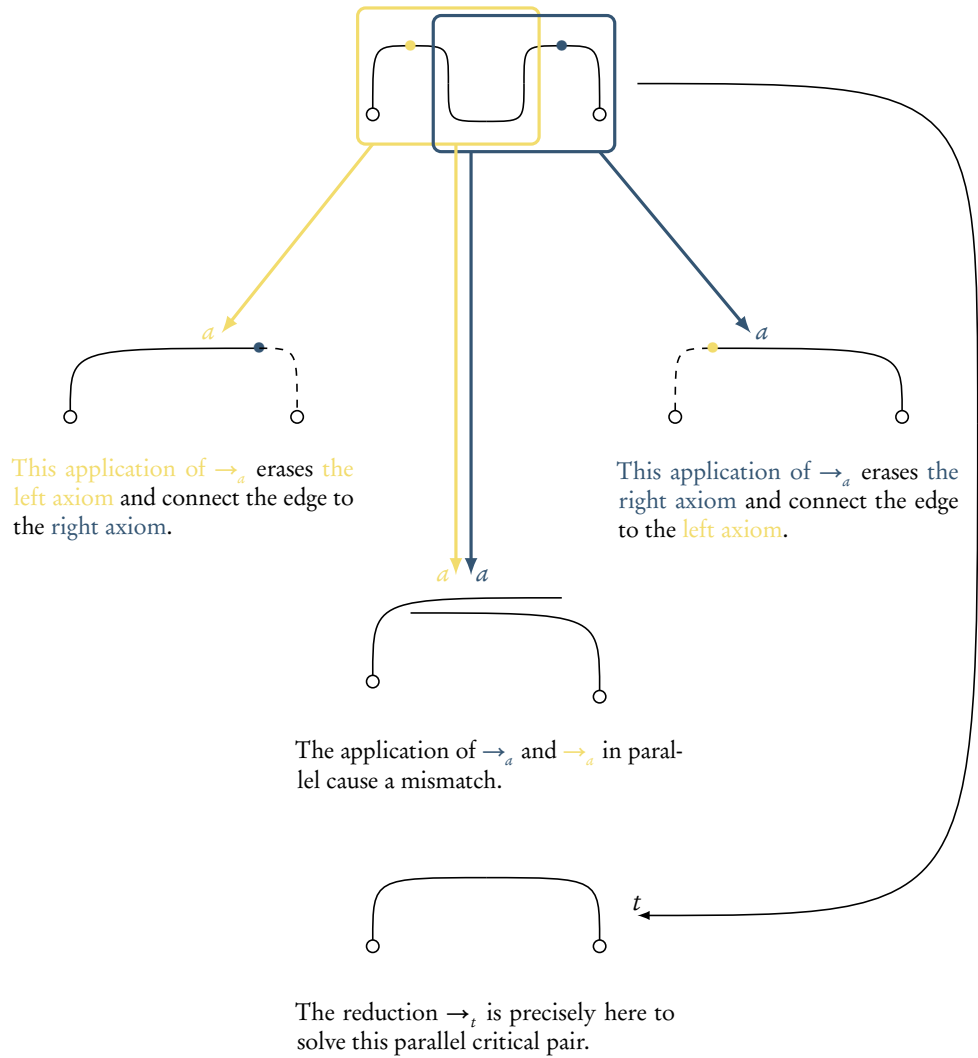 a
a
This application of →a erases the
left axiom and connect the edge to
the right axiom.
This application of →a erases the
right axiom and connect the edge
to the left axiom.
a a
The application of →a and →a in paral-
lel cause a mismatch.
t
The reduction →t is precisely here to
solve this parallel critical pair.